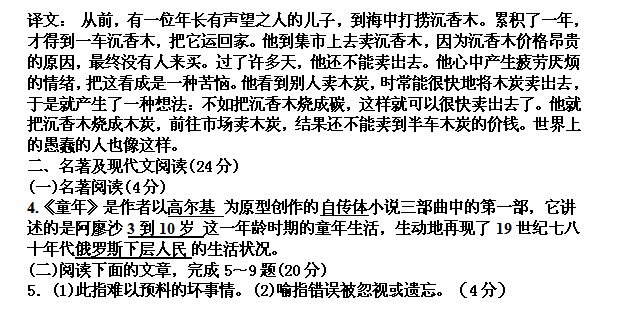 译文： 从前，有一位年长有声望之人的儿子，到海中打捞沉香木。累积了一年，
才得到一车沉香木，把它运回家。他到集市上去卖沉香木，因为沉香木价格昂贵
的原因，最终没有人来买。过了许多天，他还不能卖出去。他心中产生疲劳厌烦
的情绪，把这看成是一种苦恼。他看到别人卖木炭，时常能很快地将木炭卖出去，
于是就产生了一种想法：不如把沉香木烧成碳，这样就可以很快卖出去了。他就
把沉香木烧成木炭，前往市场卖木炭，结果还不能卖到半车木炭的价钱。世界上
的愚蠢的人也像这样。
二、名著及现代文阅读(24分)
(一)名著阅读(4分)
4.《童年》是作者以高尔基 为原型创作的自传体小说三部曲中的第一部，它讲
述的是阿廖沙 3 到 10 岁 这一年龄时期的童年生活，生动地再现了 19 世纪七八
十年代俄罗斯下层人民 的生活状况。
(二)阅读下面的文章，完成 5～9 题(20分)
5．(1)此指难以预料的坏事情。(2)喻指错误被忽视或遗忘。（4 分）